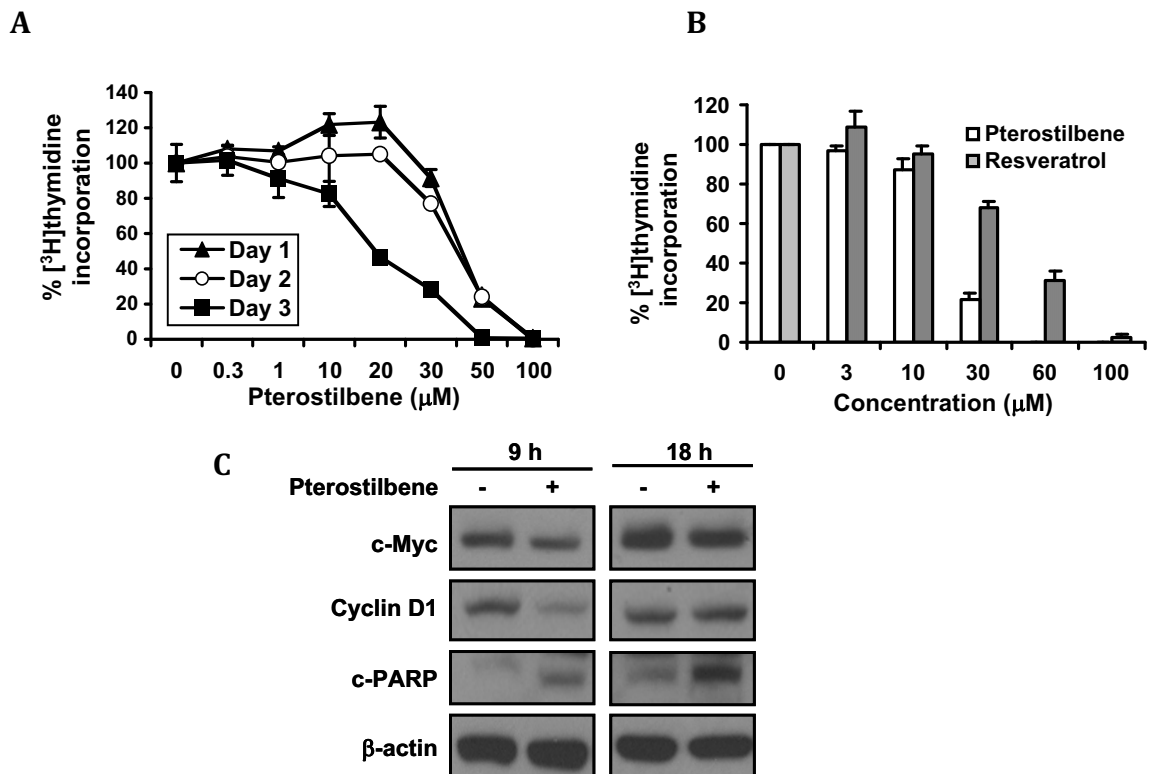 A
% [³H]thymidine
incorporation
140
120
100
80
60
40
20
0
Day 1
Day 2
Day 3
0 0.3 1 10 20 30 50 100
Pterostilbene (μM)
B
% [³H]thymidine
incorporation
120
100
80
60
40
20
0
Pterostilbene
Resveratrol
0 3 10 30 60 100
Concentration (μM)
C
9 h 18 h
Pterostilbene - + - +
c-Myc
Cyclin D1
c-PARP
β-actin